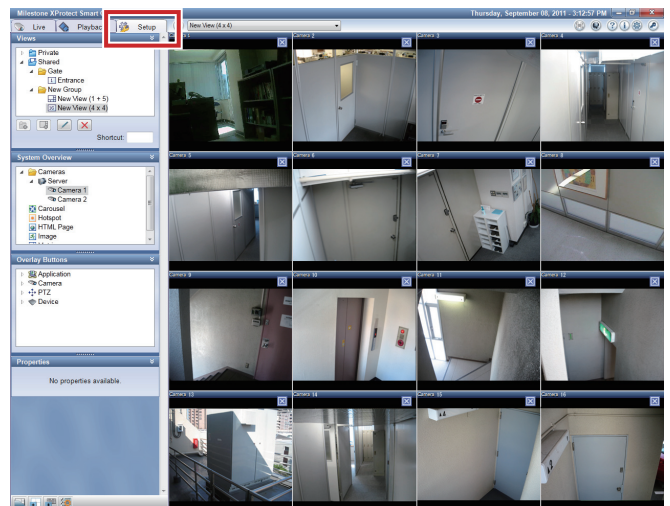 Milestone XProtect Smart
Thursday, September 08, 2011 - 3:12:57 PM
Live
Playbac
Setup
New View (4 x 4)
Views
Private
Shared
Gate
Entrance
New Group
New View (1 + 5)
New View (4 x 4)
Shortcut:
System Overview
Cameras
Server
Camera 1
Camera 2
Carousel
Hotspot
HTML Page
Image
Overlay Buttons
Application
Camera
PTZ
Device
Properties
No properties available.
Camera 2
Camera 3
Camera 4
Camera 5
Camera 6
Camera 7
Camera 8
Camera 9
Camera 10
Camera 11
Camera 12
Camera 13
Camera 14
Camera 15
Camera 16